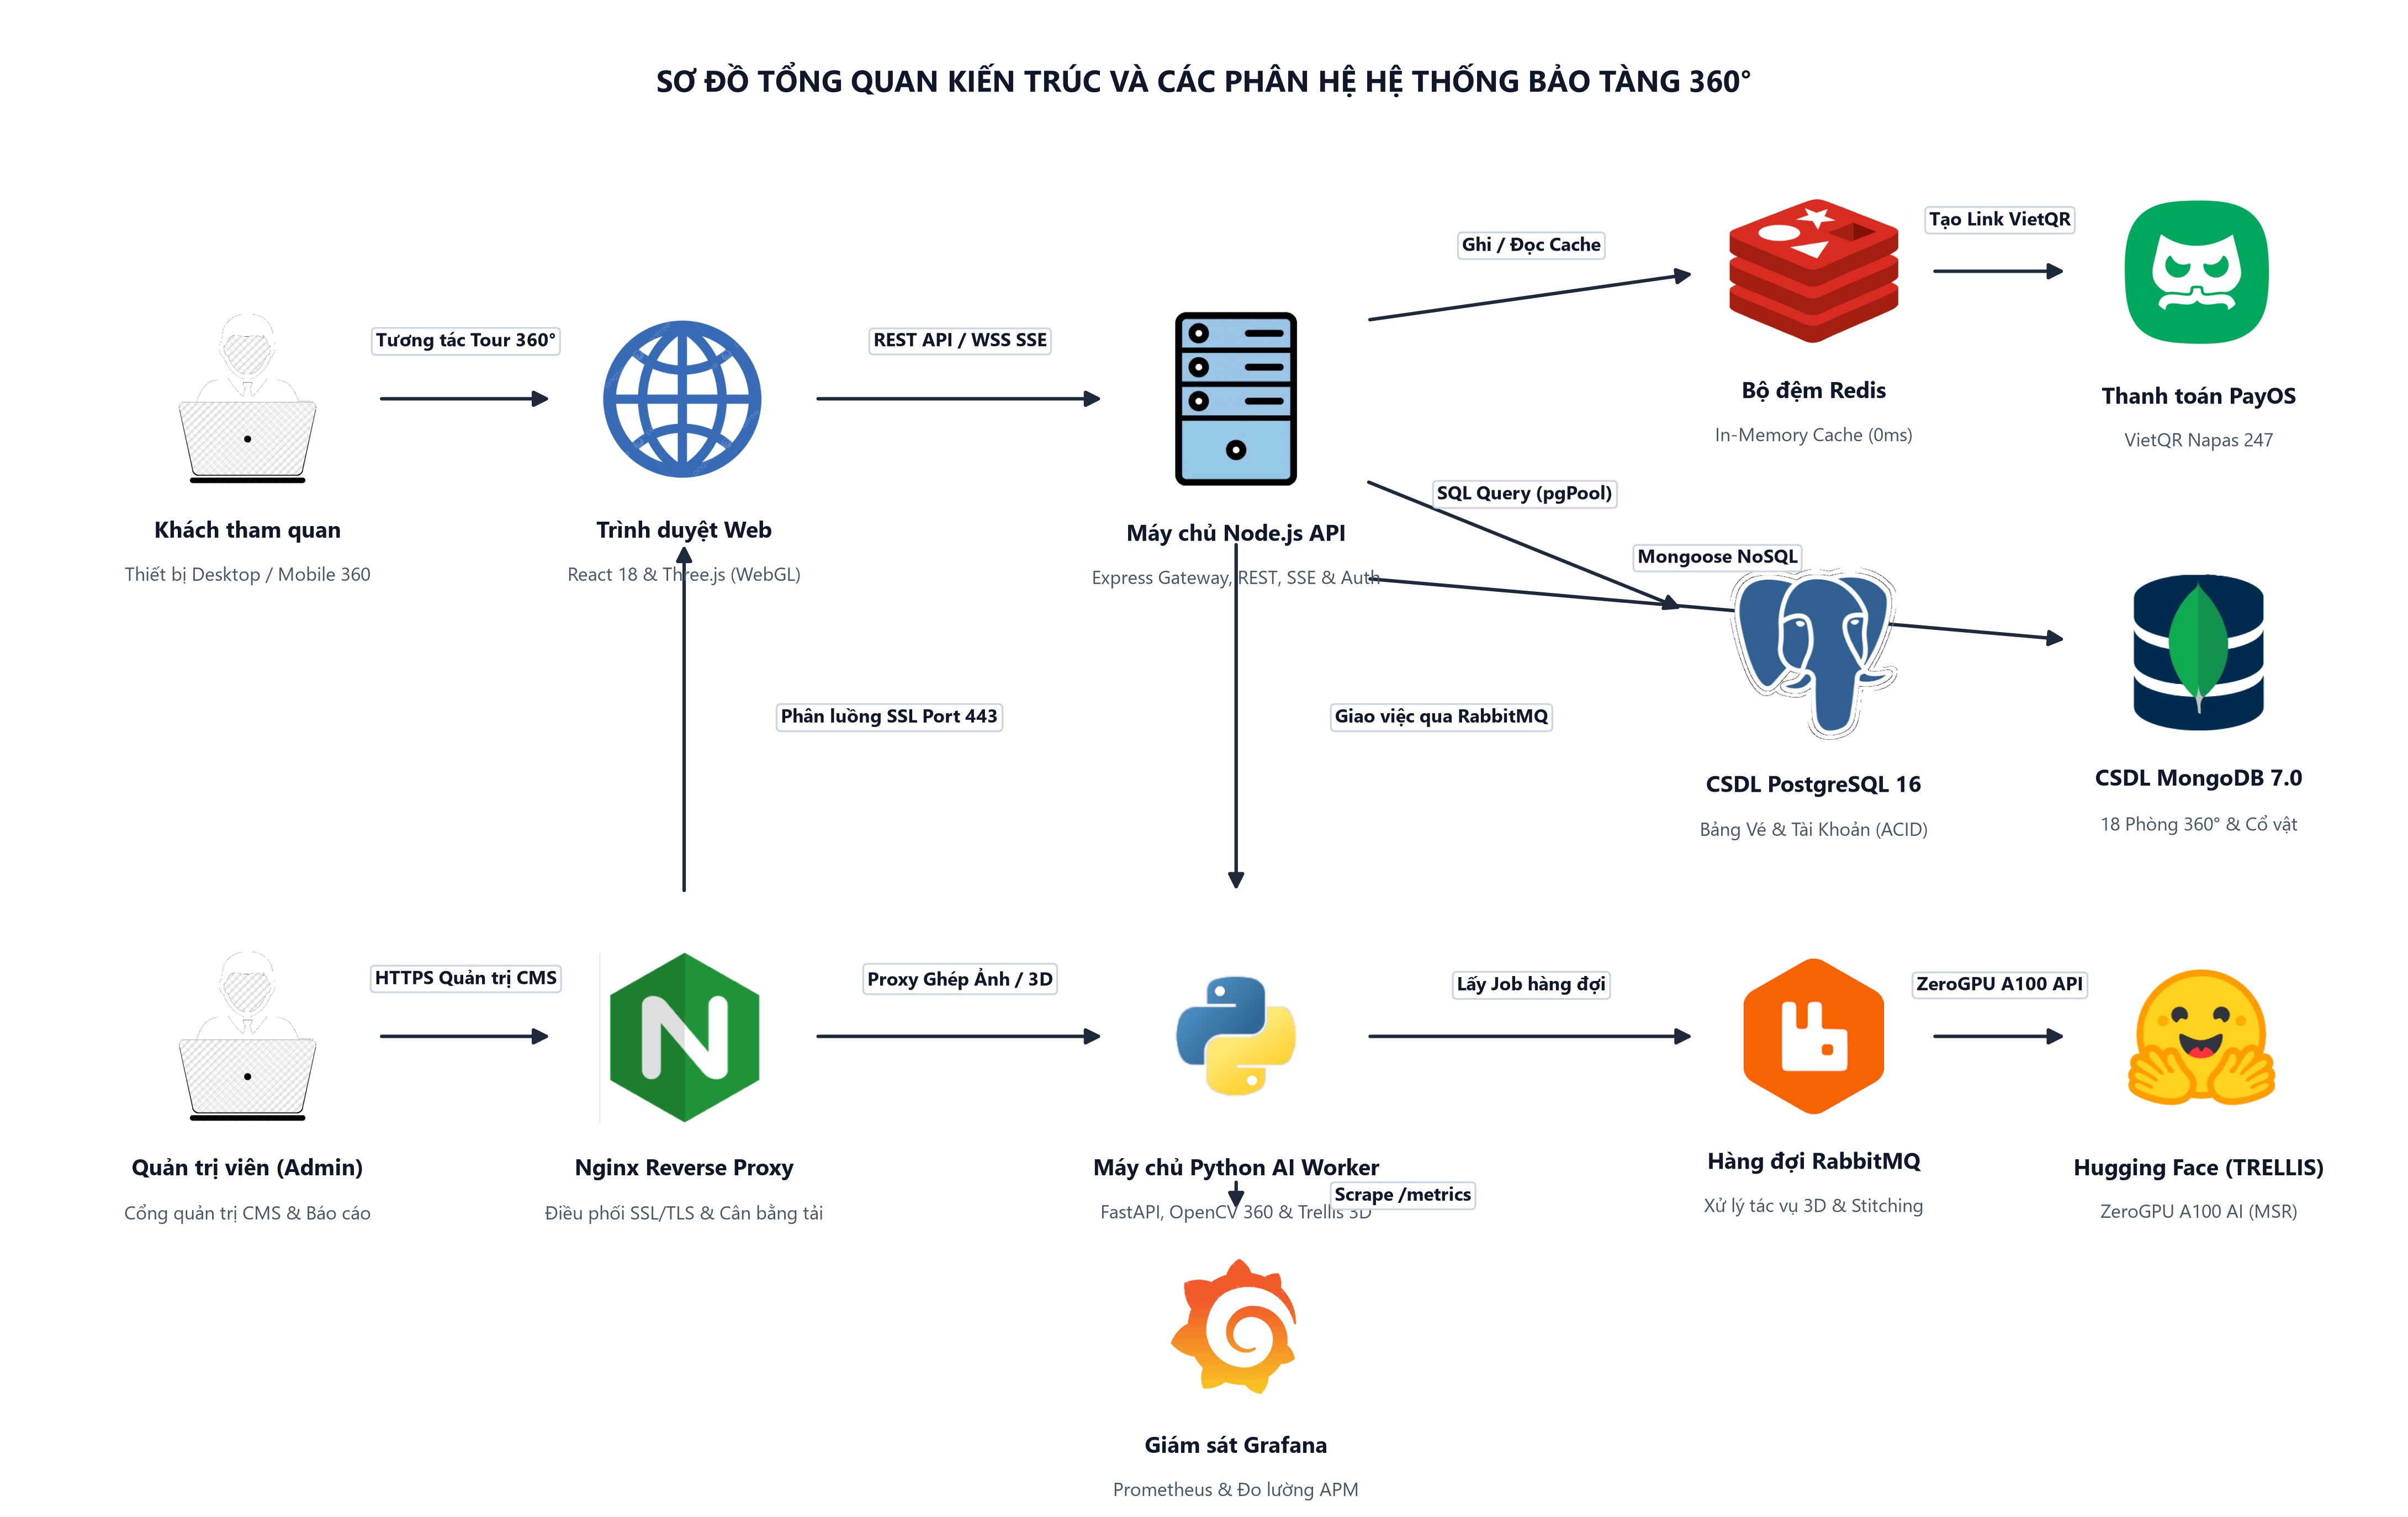 SƠ ĐỒ TỔNG QUAN KIẾN TRÚC VÀ CÁC PHÂN HỆ HỆ THỐNG BẢO TÀNG 360°
Tạo Link VietQR
Ghi / Đọc Cache
Tương tác Tour 360°
REST API / WSS SSE
Bộ đệm Redis
In-Memory Cache (0ms)
Thanh toán PayOS
VietQR Napas 247
SQL Query (pgPool)
Khách tham quan
Thiết bị Desktop / Mobile 360
Trình duyệt Web
React 18 & Three.js (WebGL)
Máy chủ Node.js API
Express Gateway, REST, SSE & Auth
Mongoose NoSQL
Phân luồng SSL Port 443
Giao việc qua RabbitMQ
CSDL PostgreSQL 16
Bảng Vé & Tài Khoản (ACID)
CSDL MongoDB 7.0
18 Phòng 360° & Cổ vật
HTTPS Quản trị CMS
Proxy Ghép Ảnh / 3D
Lấy Job hàng đợi
ZeroGPU A100 API
Quản trị viên (Admin)
Cổng quản trị CMS & Báo cáo
Nginx Reverse Proxy
Điều phối SSL/TLS & Cân bằng tải
Máy chủ Python AI Worker
FastAPI, OpenCV 360 & Trellis 3D
Scrape /metrics
Hàng đợi RabbitMQ
Xử lý tác vụ 3D & Stitching
Hugging Face (TRELLIS)
ZeroGPU A100 AI (MSR)
Giám sát Grafana
Prometheus & Đo lường APM